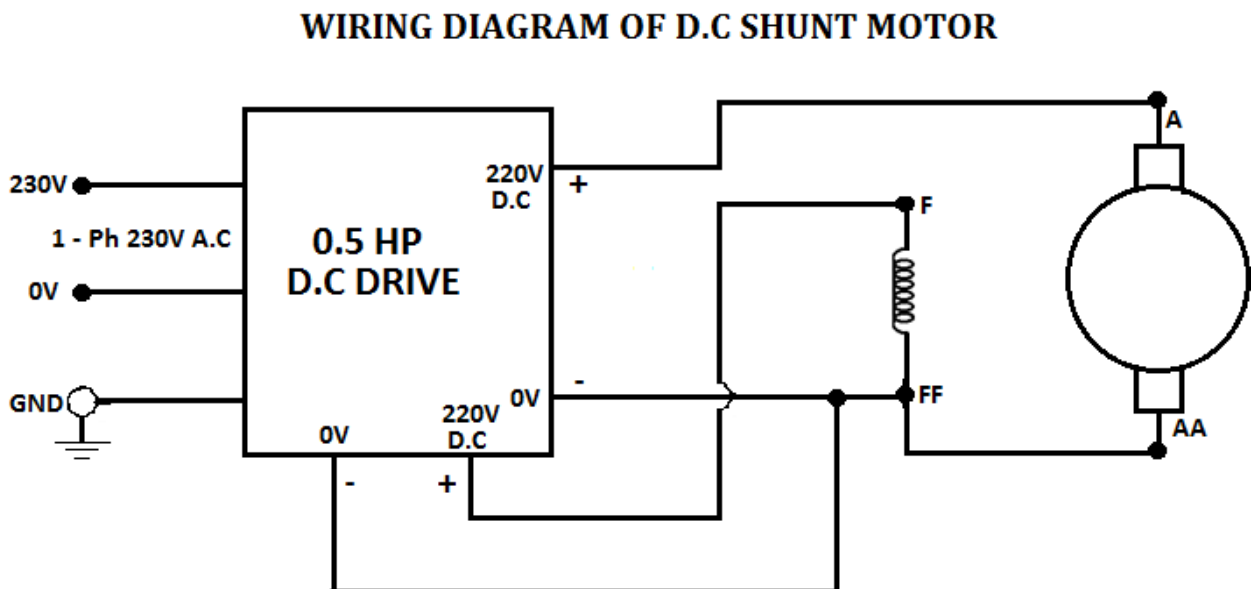 WIRING DIAGRAM OF D.C SHUNT MOTOR
A
230V
220V
D.C
+
F
1 - Ph 230V A.C
0.5 HP
D.C DRIVE
0V
-
0V
FF
GND
220V
D.C
0V
AA
-
+